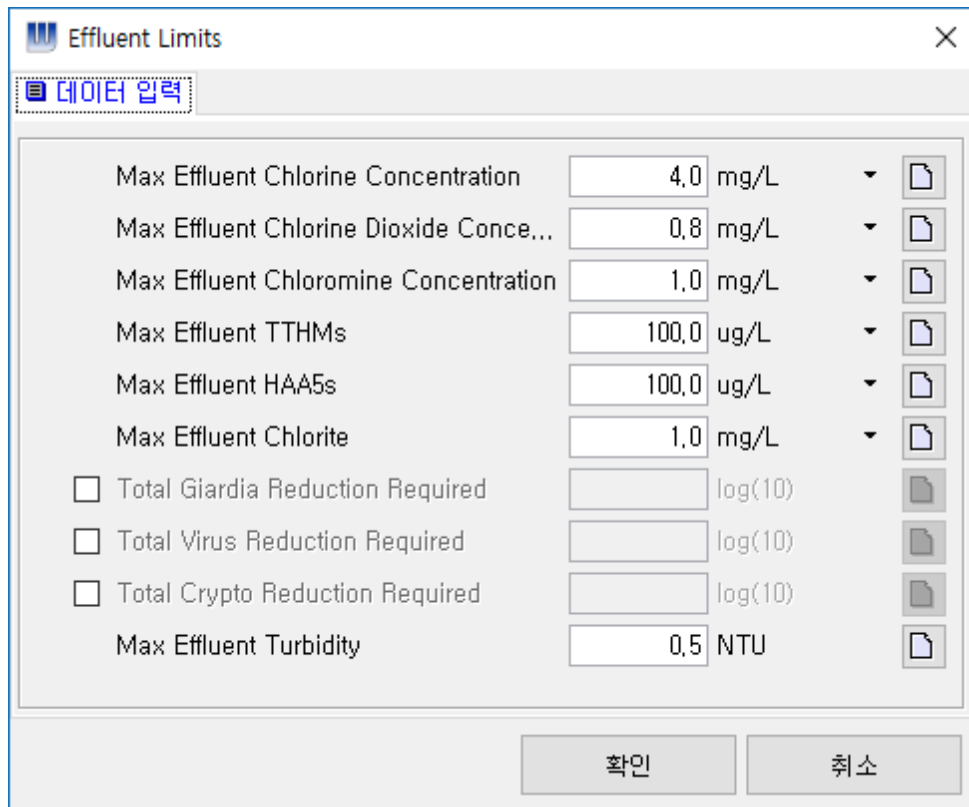 Effluent Limits
데이터 입력
Max Effluent Chlorine Concentration 4.0 mg/L
Max Effluent Chlorine Dioxide Conce... 0.8 mg/L
Max Effluent Chloromine Concentration 1.0 mg/L
Max Effluent TTHMs 100.0 ug/L
Max Effluent HAA5s 100.0 ug/L
Max Effluent Chlorite 1.0 mg/L
Total Giardia Reduction Required log(10)
Total Virus Reduction Required log(10)
Total Crypto Reduction Required log(10)
Max Effluent Turbidity 0.5 NTU
확인 취소